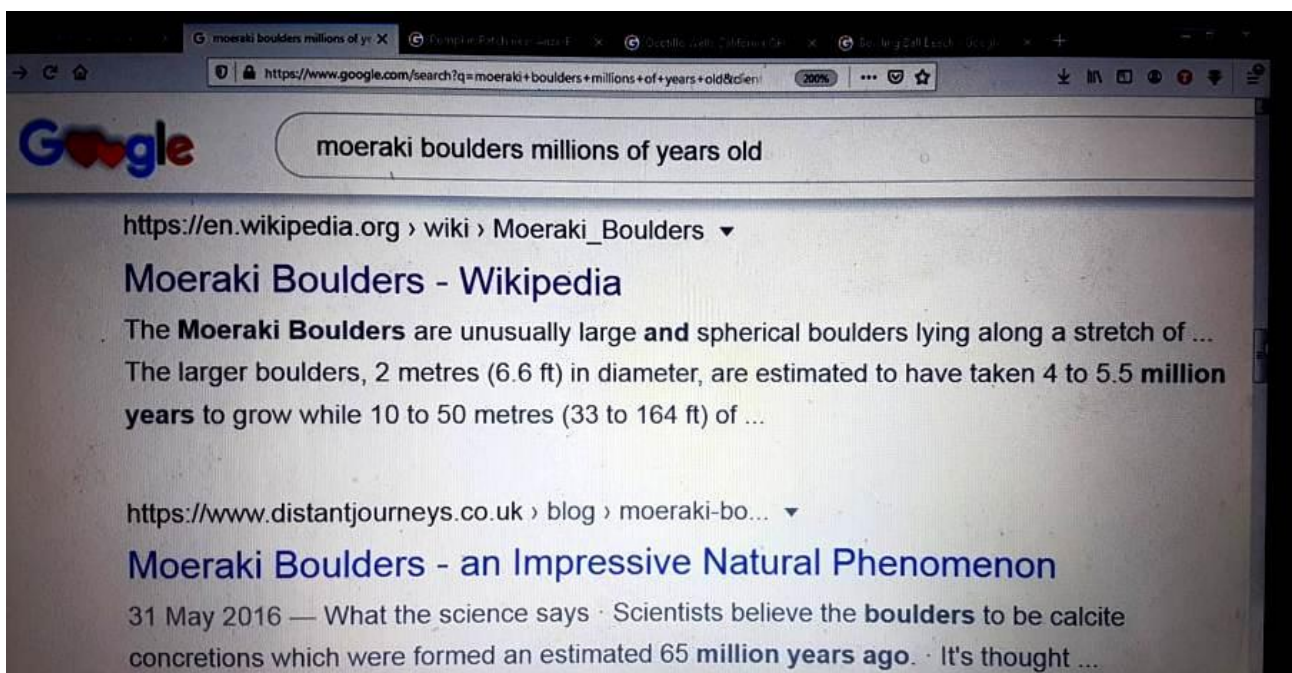 moeraki boulders millions of ye
https://www.google.com/search?q=moeraki+boulders+millions+of+years+old&clien
200%
Google
moeraki boulders millions of years old
https://en.wikipedia.org › wiki › Moeraki_Boulders
Moeraki Boulders - Wikipedia
The Moeraki Boulders are unusually large and spherical boulders lying along a stretch of ...
The larger boulders, 2 metres (6.6 ft) in diameter, are estimated to have taken 4 to 5.5 million
years to grow while 10 to 50 metres (33 to 164 ft) of ...
https://www.distantjourneys.co.uk › blog › moeraki-bo...
Moeraki Boulders - an Impressive Natural Phenomenon
31 May 2016 — What the science says · Scientists believe the boulders to be calcite
concretions which were formed an estimated 65 million years ago. · It's thought ...